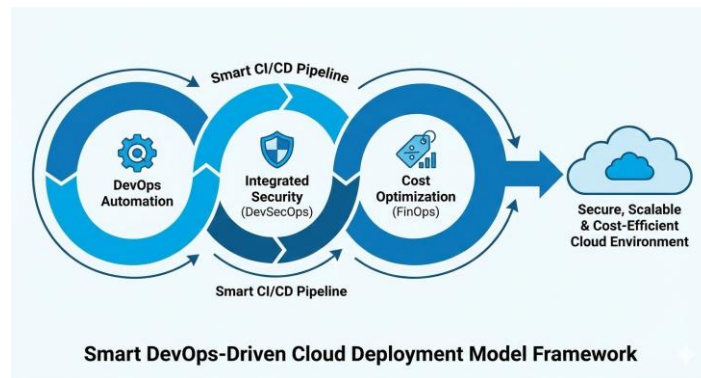 Smart CI/CD Pipeline
DevOps
Automation
Integrated
Security
(DevSecOps)
Cost
Optimization
(FinOps)
Secure, Scalable
& Cost-Efficient
Cloud Environment
Smart CI/CD Pipeline
Smart DevOps-Driven Cloud Deployment Model Framework